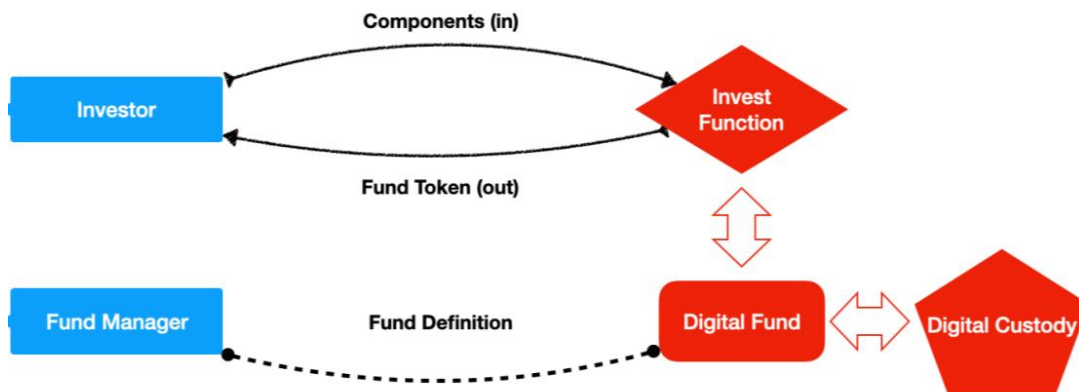 Components (in)
Investor
Invest
Function
Fund Token (out)
Fund Manager
Fund Definition
Digital Fund
Digital Custody